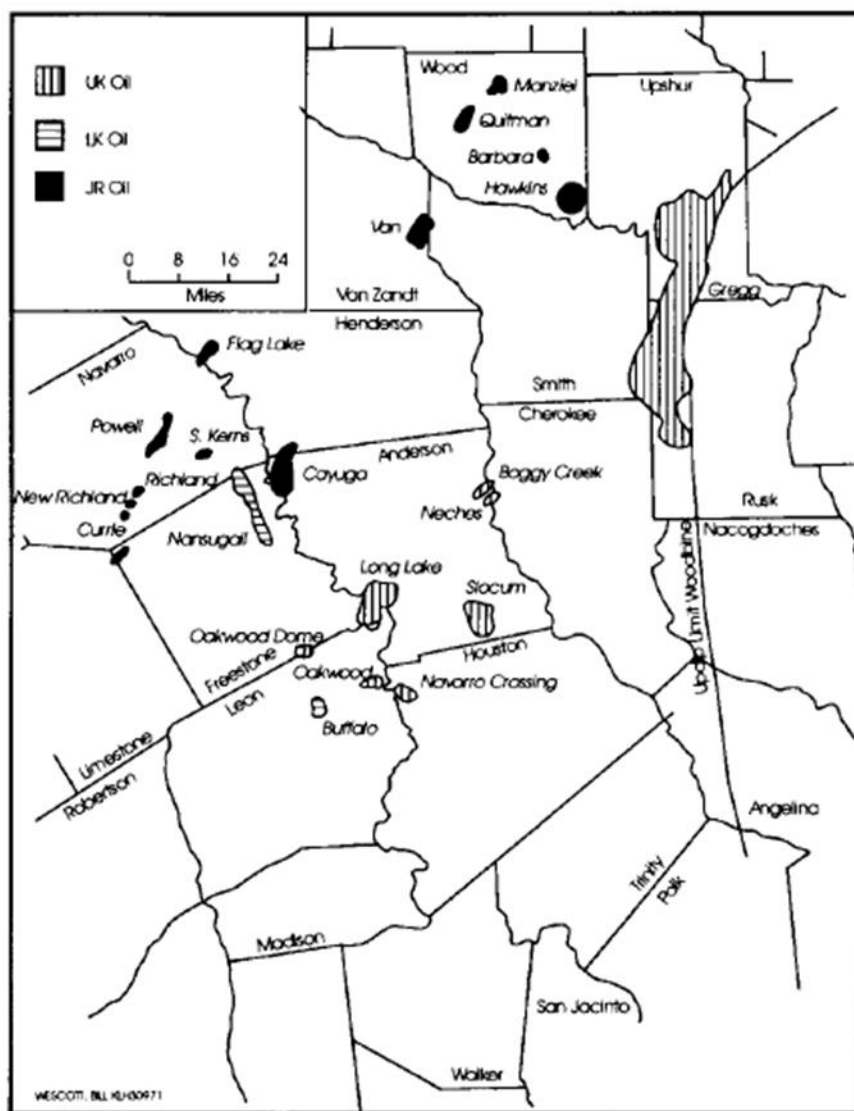 UK Oil
LK Oil
JR Oil
0 8 16 24
Miles
Wood
Manziel
Quitman
Barbara
Hawkins
Upshur
Van
Van Zandt
Henderson
Gregg
Navarro
Flag Lake
Smith
Cherokee
Powell
S. Kerns
Anderson
Boggy Creek
Richland
New Richland
Cayuga
Currie
Nansugail
Neches
Rusk
Nacogdoches
Long Lake
Slocum
Oakwood Dome
Houston
Freestone
Leon
Oakwood
Navarro Crossing
Buffalo
Limestone
Robertson
Limit Woodbine
Angelina
Trinity
Polk
Madison
San Jacinto
Walker
WESCOTT, BILL KLH30971